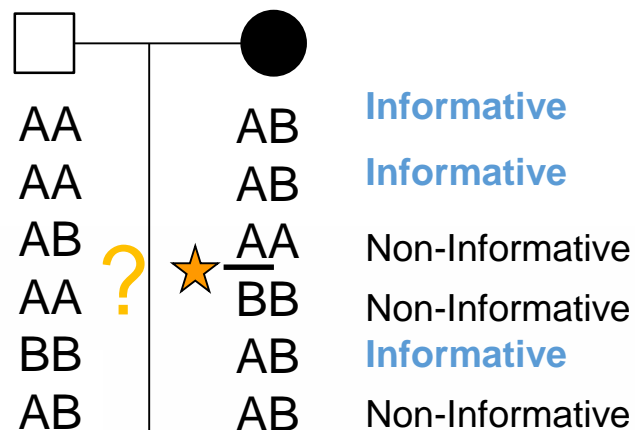 AA AB Informative
AA AB Informative
AB AA Non-Informative
?
AA BB Non-Informative
BB AB Informative
AB AB Non-Informative